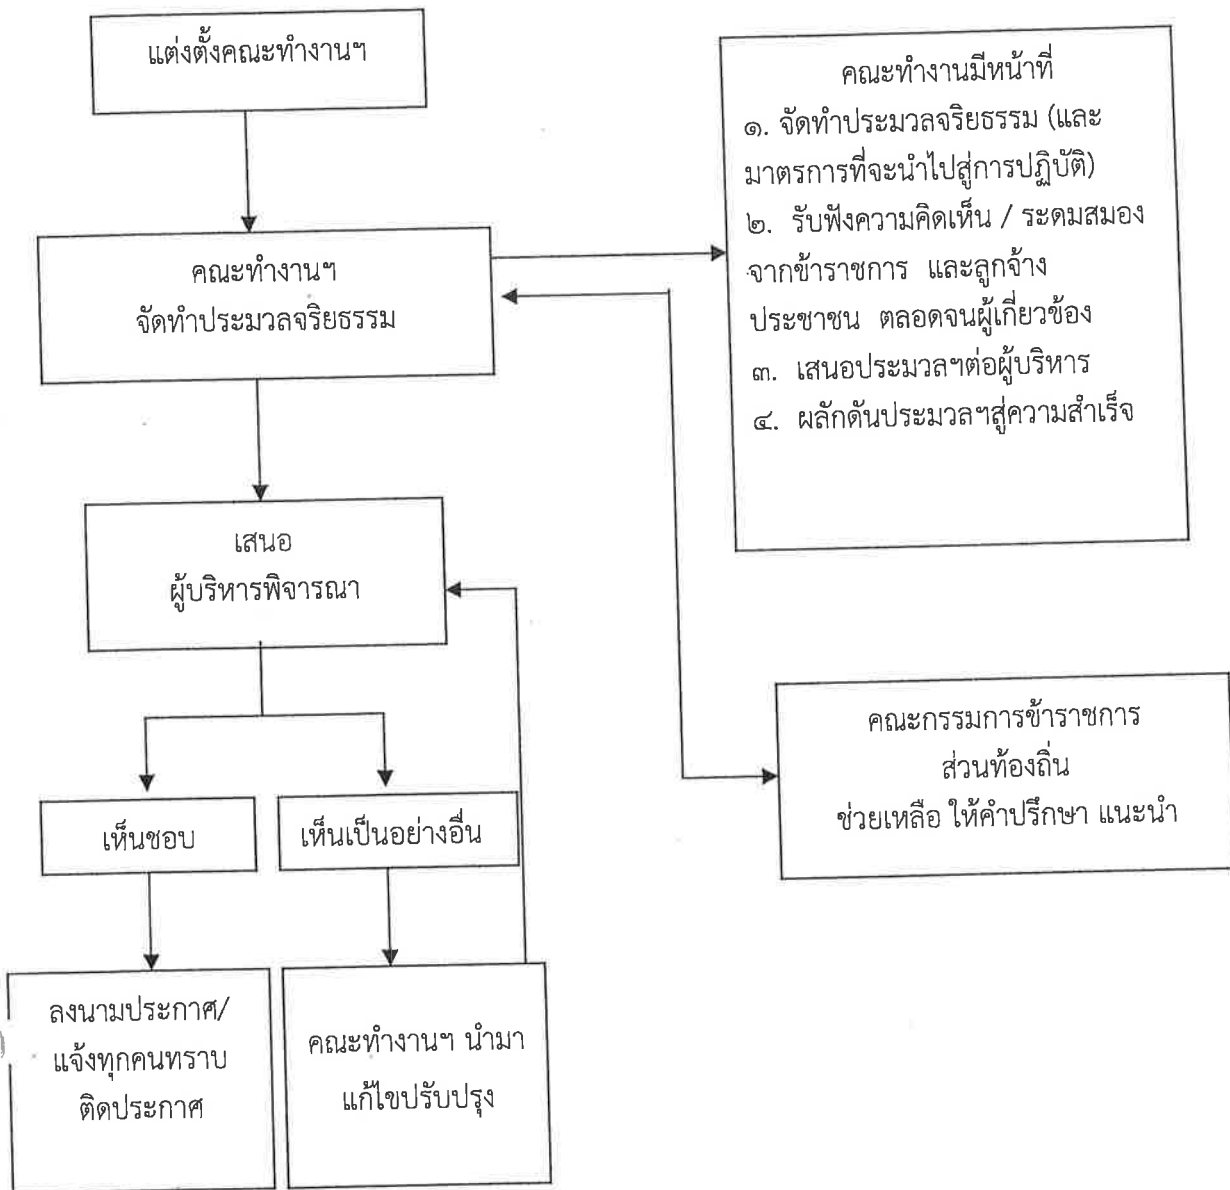 แต่งตั้งคณะทำงานฯ
คณะทำงานมีหน้าที่
๑. จัดทำประมวลจริยธรรม (และ
มาตรการที่จะนำไปสู่การปฏิบัติ)
๒. รับฟังความคิดเห็น / ระดมสมอง
จากข้าราชการ และลูกจ้าง
ประชาชน ตลอดจนผู้เกี่ยวข้อง
๓. เสนอประมวลฯต่อผู้บริหาร
๔. ผลักดันประมวลฯสู่ความสำเร็จ
คณะทำงานฯ
จัดทำประมวลจริยธรรม
เสนอ
ผู้บริหารพิจารณา
คณะกรรมการข้าราชการ
ส่วนท้องถิ่น
ช่วยเหลือ ให้คำปรึกษา แนะนำ
เห็นชอบ
เห็นเป็นอย่างอื่น
ลงนามประกาศ/
แจ้งทุกคนทราบ
ติดประกาศ
คณะทำงานฯ นำมา
แก้ไขปรับปรุง